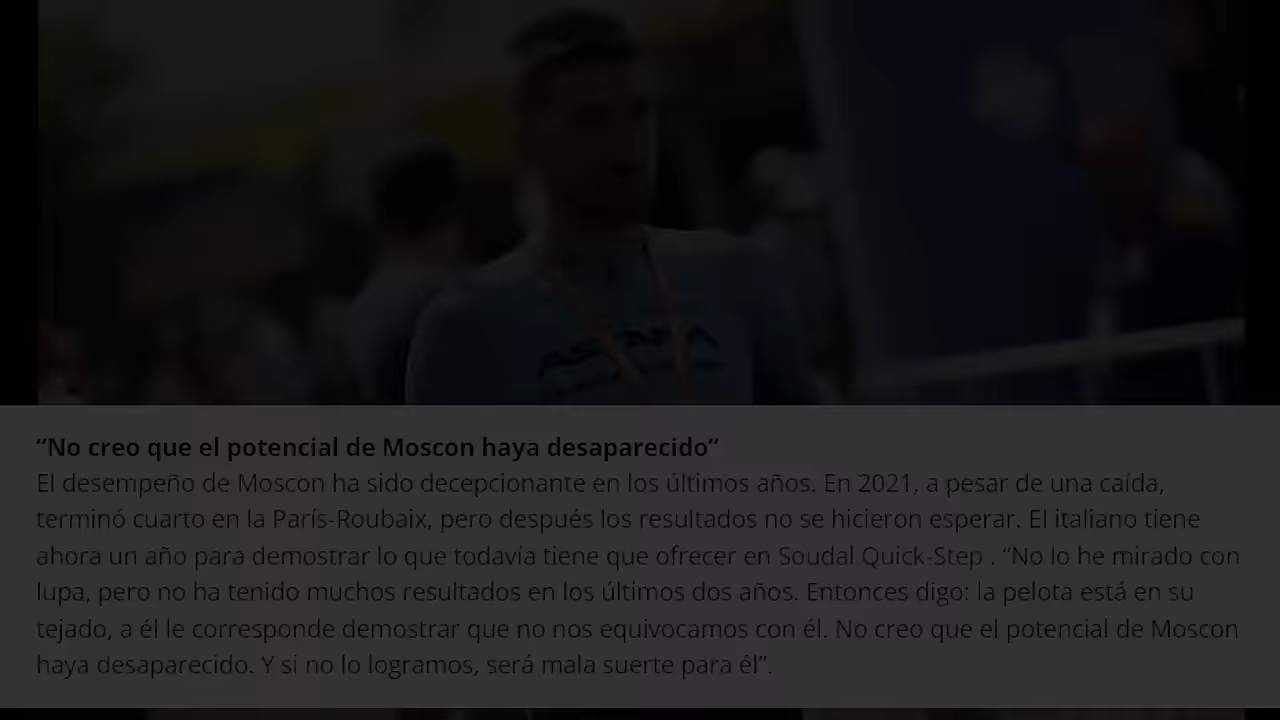 ASTANA
“No creo que el potencial de Moscon haya desaparecido”
El desempeño de Moscon ha sido decepcionante en los últimos años. En 2021, a pesar de una caída,
terminó cuarto en la París-Roubaix, pero después los resultados no se hicieron esperar. El italiano tiene
ahora un año para demostrar lo que todavía tiene que ofrecer en Soudal Quick-Step . “No lo he mirado con
lupa, pero no ha tenido muchos resultados en los últimos dos años. Entonces digo: la pelota está en su
tejado, a él le corresponde demostrar que no nos equivocamos con él. No creo que el potencial de Moscon
haya desaparecido. Y si no lo logramos, será mala suerte para él”.